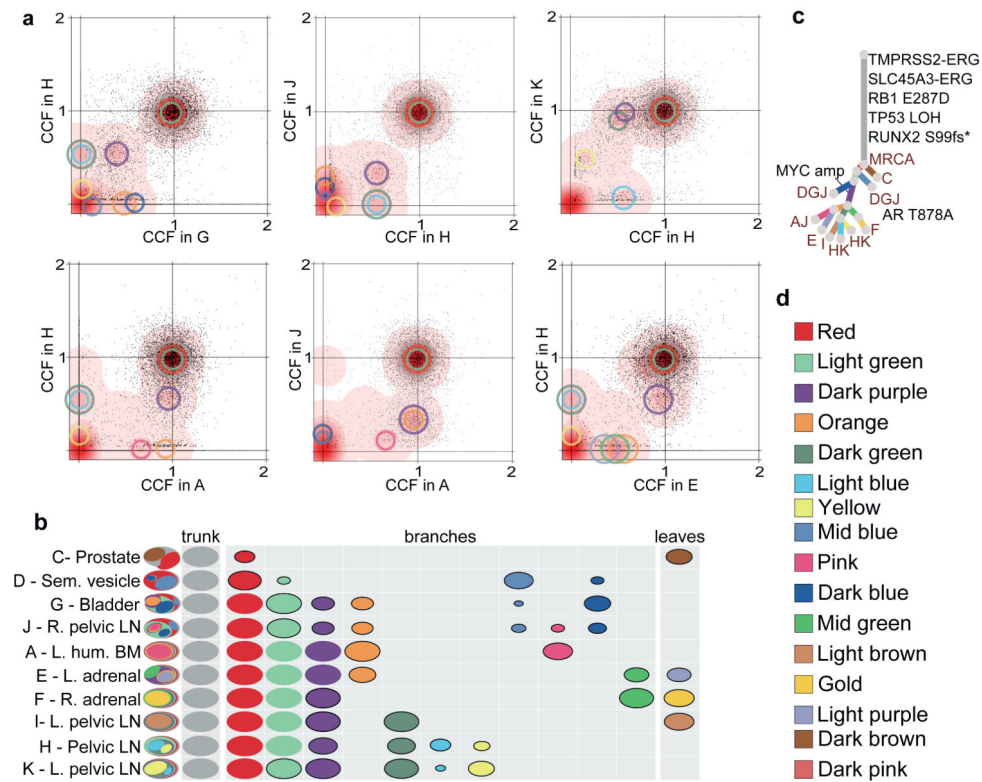 a
2
1
CCF in H
1
2
CCF in G
2
1
CCF in J
1
2
CCF in H
2
1
CCF in K
1
2
CCF in H
2
1
CCF in H
1
2
CCF in A
2
1
CCF in J
1
2
CCF in A
2
1
CCF in H
1
2
CCF in E
b
trunk
branches
leaves
C- Prostate
D - Sem. vesicle
G - Bladder
J - R. pelvic LN
A - L. hum. BM
E - L. adrenal
F - R. adrenal
I- L. pelvic LN
H - Pelvic LN
K - L. pelvic LN
c
TMPRSS2-ERG
SLC45A3-ERG
RB1 E287D
TP53 LOH
RUNX2 S99fs*
MRCA
MYC amp
C
DGJ
DGJ
AR T878A
AJ
F
E
I
HK
HK
d
Red
Light green
Dark purple
Orange
Dark green
Light blue
Yellow
Mid blue
Pink
Dark blue
Mid green
Light brown
Gold
Light purple
Dark brown
Dark pink